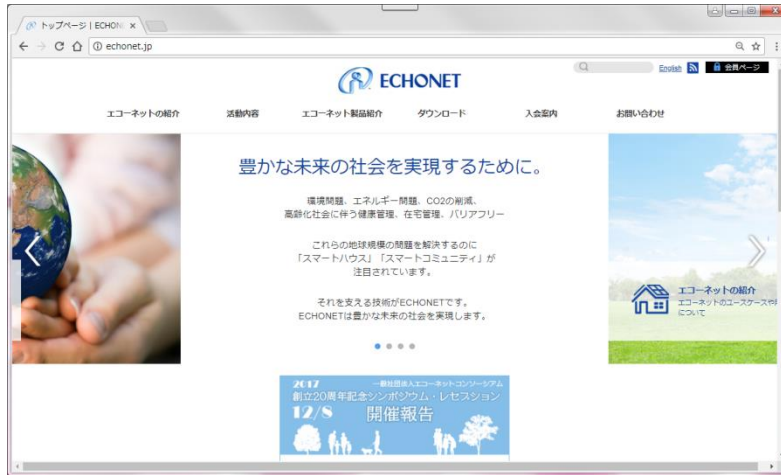 トップページ | ECHON
echonet.jp
ECHONET
English
会員ページ
エコーネットの紹介 活動内容 エコーネット製品紹介 ダウンロード 入会案内 お問い合わせ
豊かな未来の社会を実現するために。
環境問題、エネルギー問題、CO2の削減、
高齢化社会に伴う健康管理、在宅管理、バリアフリー
これらの地球規模の問題を解決するのに
「スマートハウス」「スマートコミュニティ」が
注目されています。
それを支える技術がECHONETです。
ECHONETは豊かな未来の社会を実現します。
エコーネットの紹介
エコーネットのユースケースや
について
2017 一般社団法人エコーネットコンソーシアム
創立20周年記念シンポジウム・レセプション
12/8 開催報告